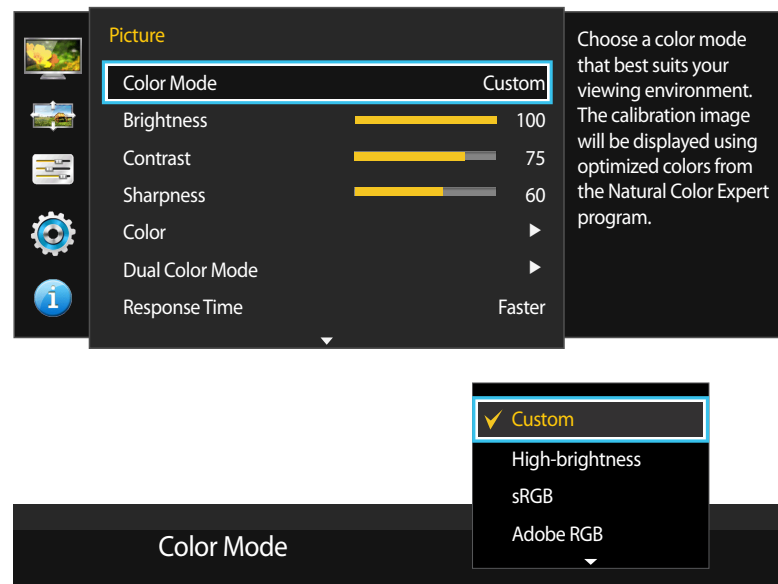 Picture
Color Mode Custom
Brightness 100
Contrast 75
Sharpness 60
Color
Dual Color Mode
Response Time Faster
Choose a color mode
that best suits your
viewing environment.
The calibration image
will be displayed using
optimized colors from
the Natural Color Expert
program.
Custom
High-brightness
sRGB
Adobe RGB
Color Mode